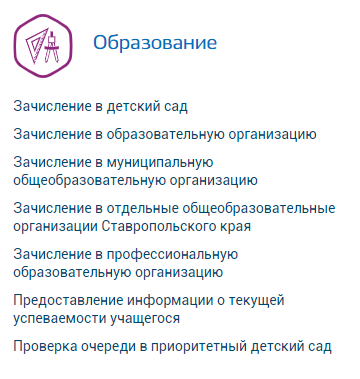 Образование
Зачисление в детский сад
Зачисление в образовательную организацию
Зачисление в муниципальную
общеобразовательную организацию
Зачисление в отдельные общеобразовательные
организации Ставропольского края
Зачисление в профессиональную
образовательную организацию
Предоставление информации о текущей
успеваемости учащегося
Проверка очереди в приоритетный детский сад